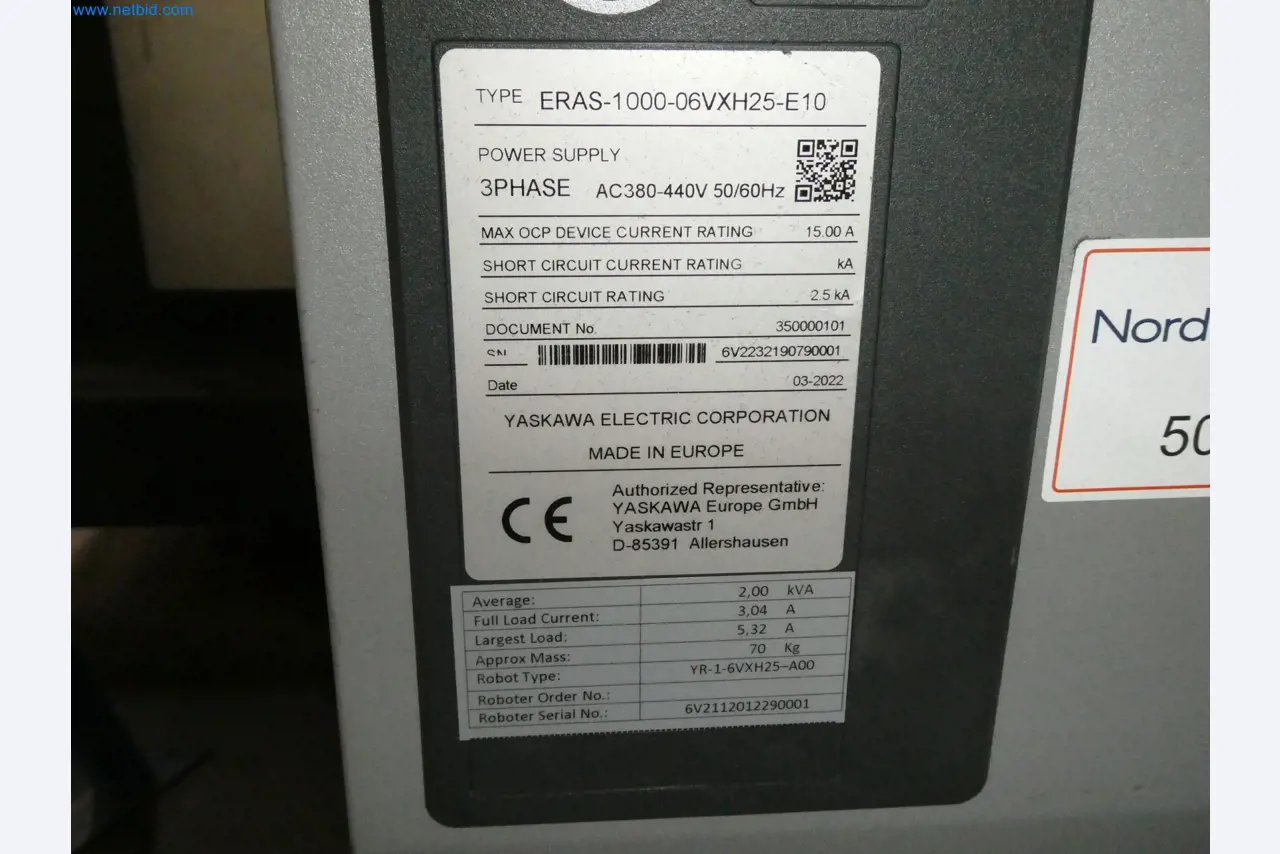 www.netbid.com
TYPE ERAS-1000-06VXH25-E10
POWER SUPPLY
3PHASE AC380-440V 50/60Hz
MAX OCP DEVICE CURRENT RATING 15.00 A
SHORT CIRCUIT CURRENT RATING kA
SHORT CIRCUIT RATING 2.5 kA
DOCUMENT No. 350000101
SN 6V2232190790001
Date 03-2022
YASKAWA ELECTRIC CORPORATION
MADE IN EUROPE
CE
Authorized Representative:
YASKAWA Europe GmbH
Yaskawastr 1
D-85391 Allershausen
Average: 2,00 kVA
Full Load Current: 3,04 A
Largest Load: 5,32 A
Approx Mass: 70 Kg
Robot Type: YR-1-6VXH25-A00
Roboter Order No.:
Roboter Serial No.: 6V2112012290001
Nord
50